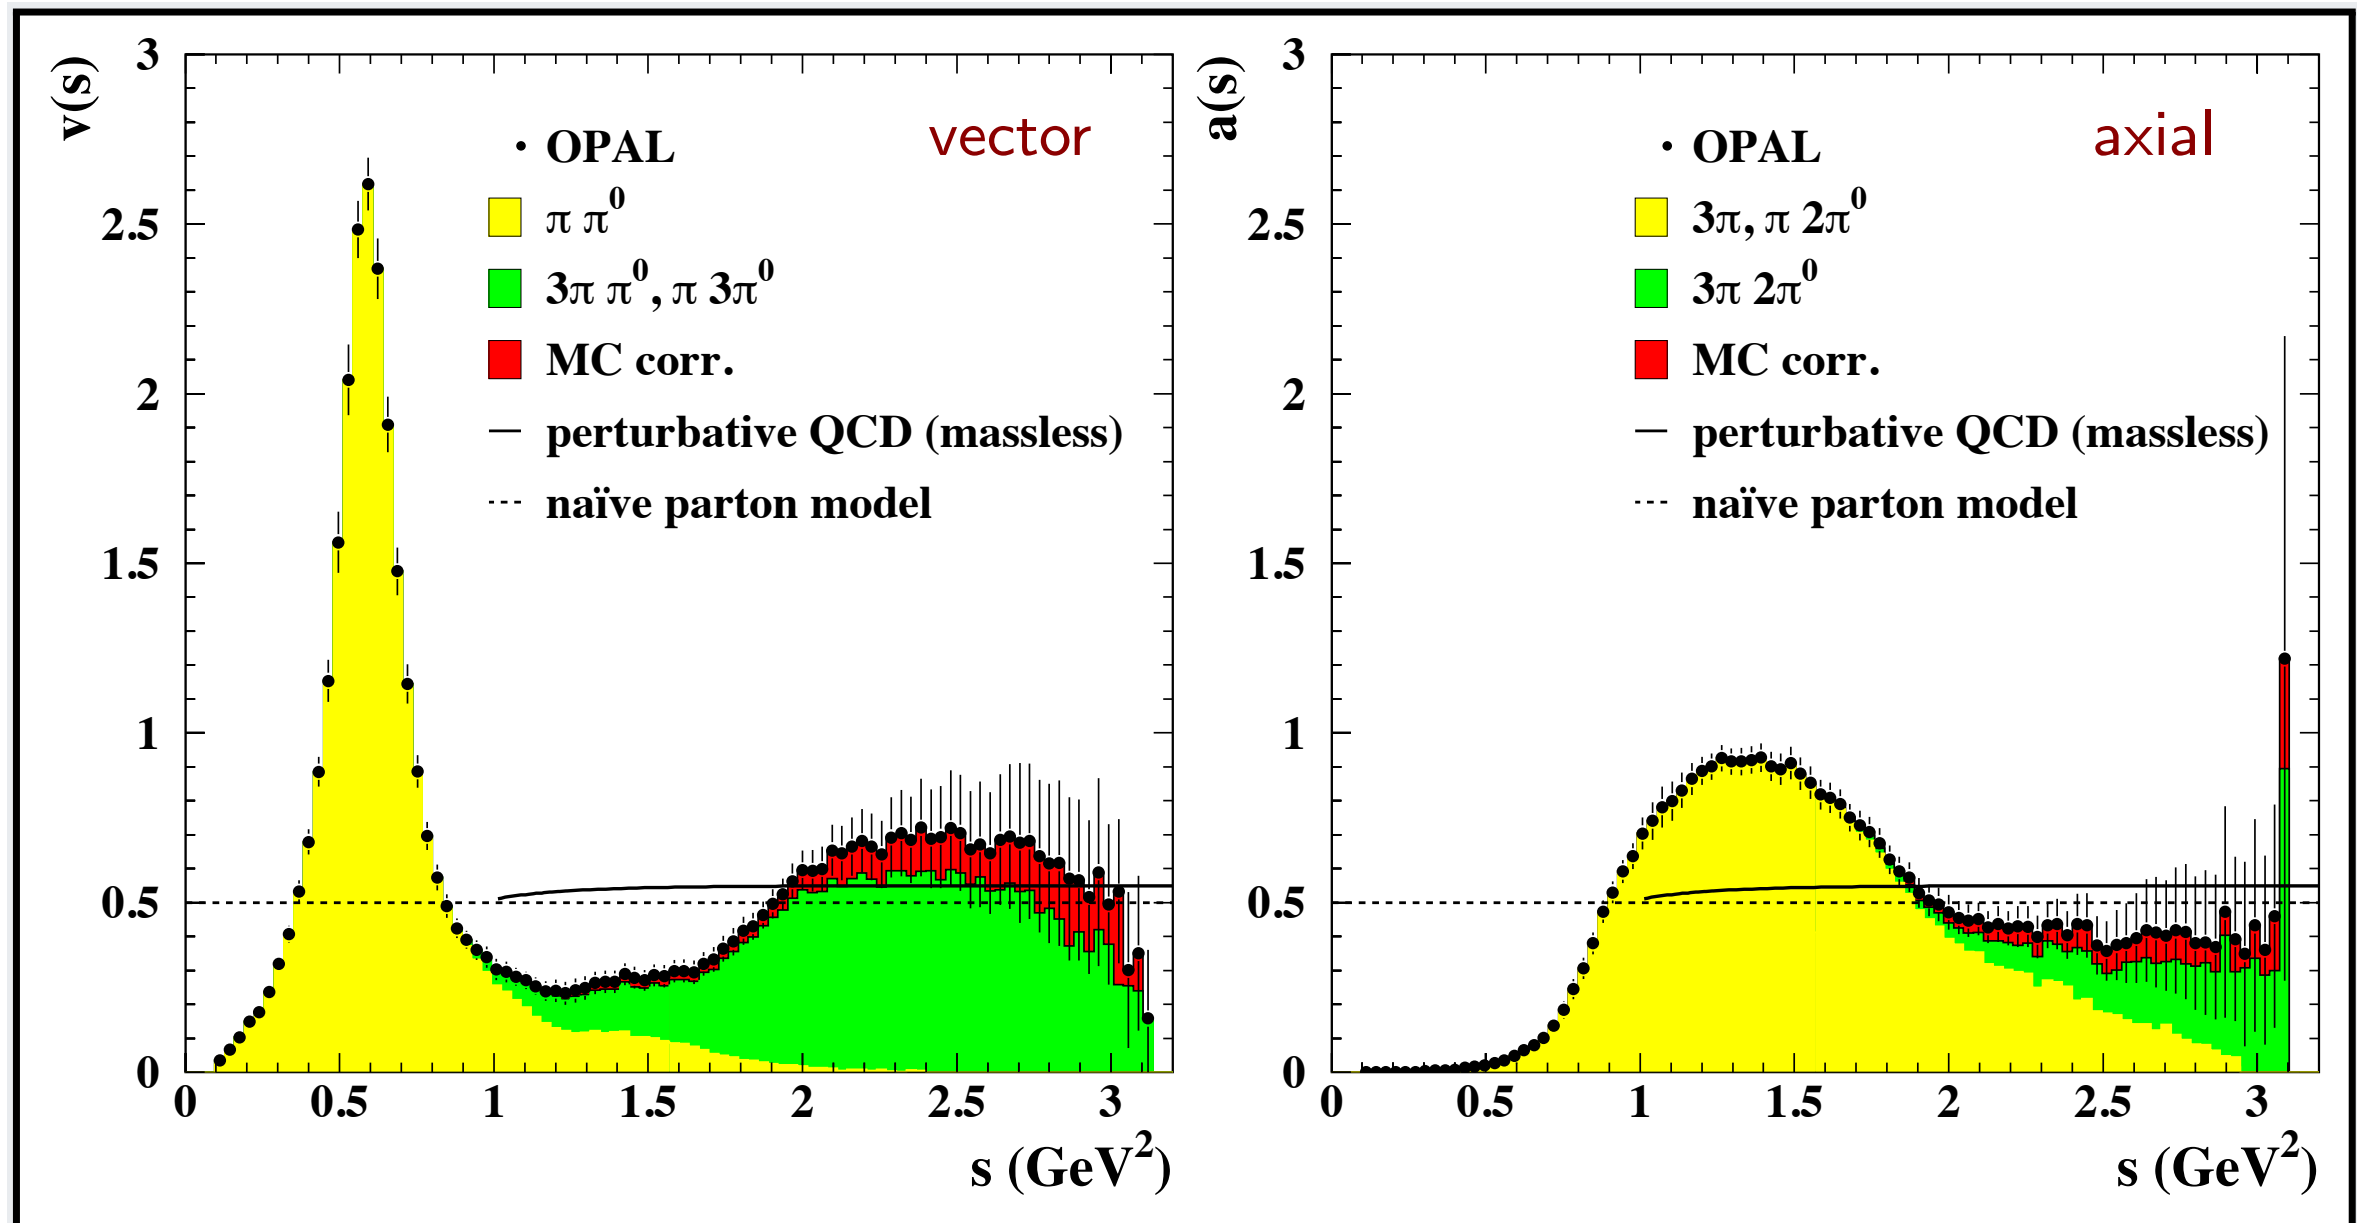 v(s)
vector
• OPAL
π π⁰
3π π⁰, π 3π⁰
MC corr.
perturbative QCD (massless)
naïve parton model
3
2.5
2
1.5
1
0.5
0
0 0.5 1 1.5 2 2.5 3
s (GeV²)
a(s)
axial
• OPAL
3π, π 2π⁰
3π 2π⁰
MC corr.
perturbative QCD (massless)
naïve parton model
3
2.5
2
1.5
1
0.5
0
0 0.5 1 1.5 2 2.5 3
s (GeV²)